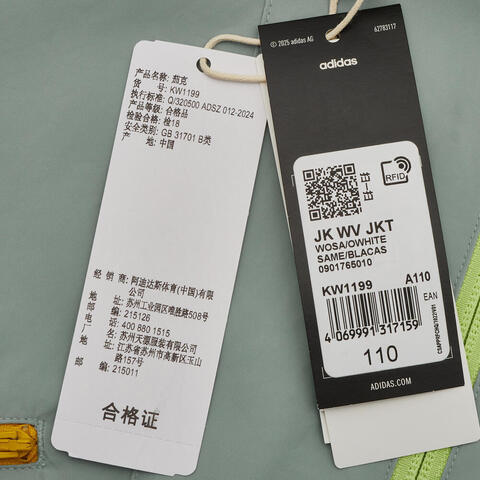 产品名称: 茄克
货 号: KW1199
执行标准: Q/320500 ADSZ 012-2024
产品等级: 合格品
检验合格: 检18
安全类别: GB 31701 B类
产 地: 中国
经 销 商: 阿迪达斯体育(中国)有限
公司
地 址: 苏州工业园区唯胜路508号
邮 编: 215126
电 话: 400 880 1515
厂 名: 苏州天源服装有限公司
地 址: 江苏省苏州市高新区玉山
路157号
邮 编: 215011
合格证
© 2025 adidas AG
62783117
adidas
RFID
JK WV JKT
WOSA/OWHITE
SAME/BLACAS
0901765010
KW1199 A110
EAN
4 069991 317159
110
ADIDAS.COM